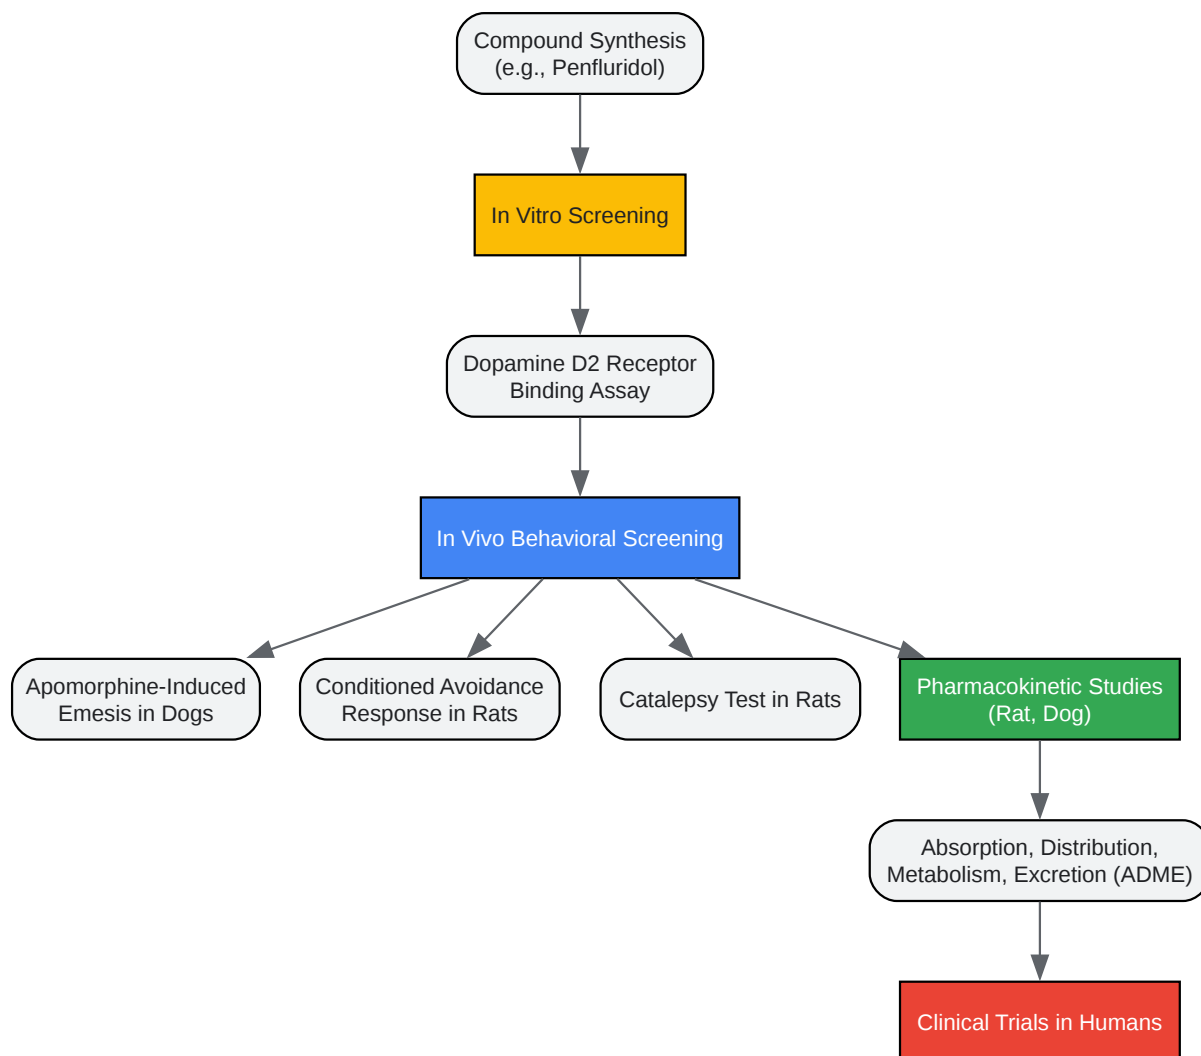 Compound Synthesis
(e.g., Penfluridol)
In Vitro Screening
Dopamine D2 Receptor
Binding Assay
In Vivo Behavioral Screening
Apomorphine-Induced
Emesis in Dogs
Conditioned Avoidance
Response in Rats
Catalepsy Test in Rats
Pharmacokinetic Studies
(Rat, Dog)
Absorption, Distribution,
Metabolism, Excretion (ADME)
Clinical Trials in Humans